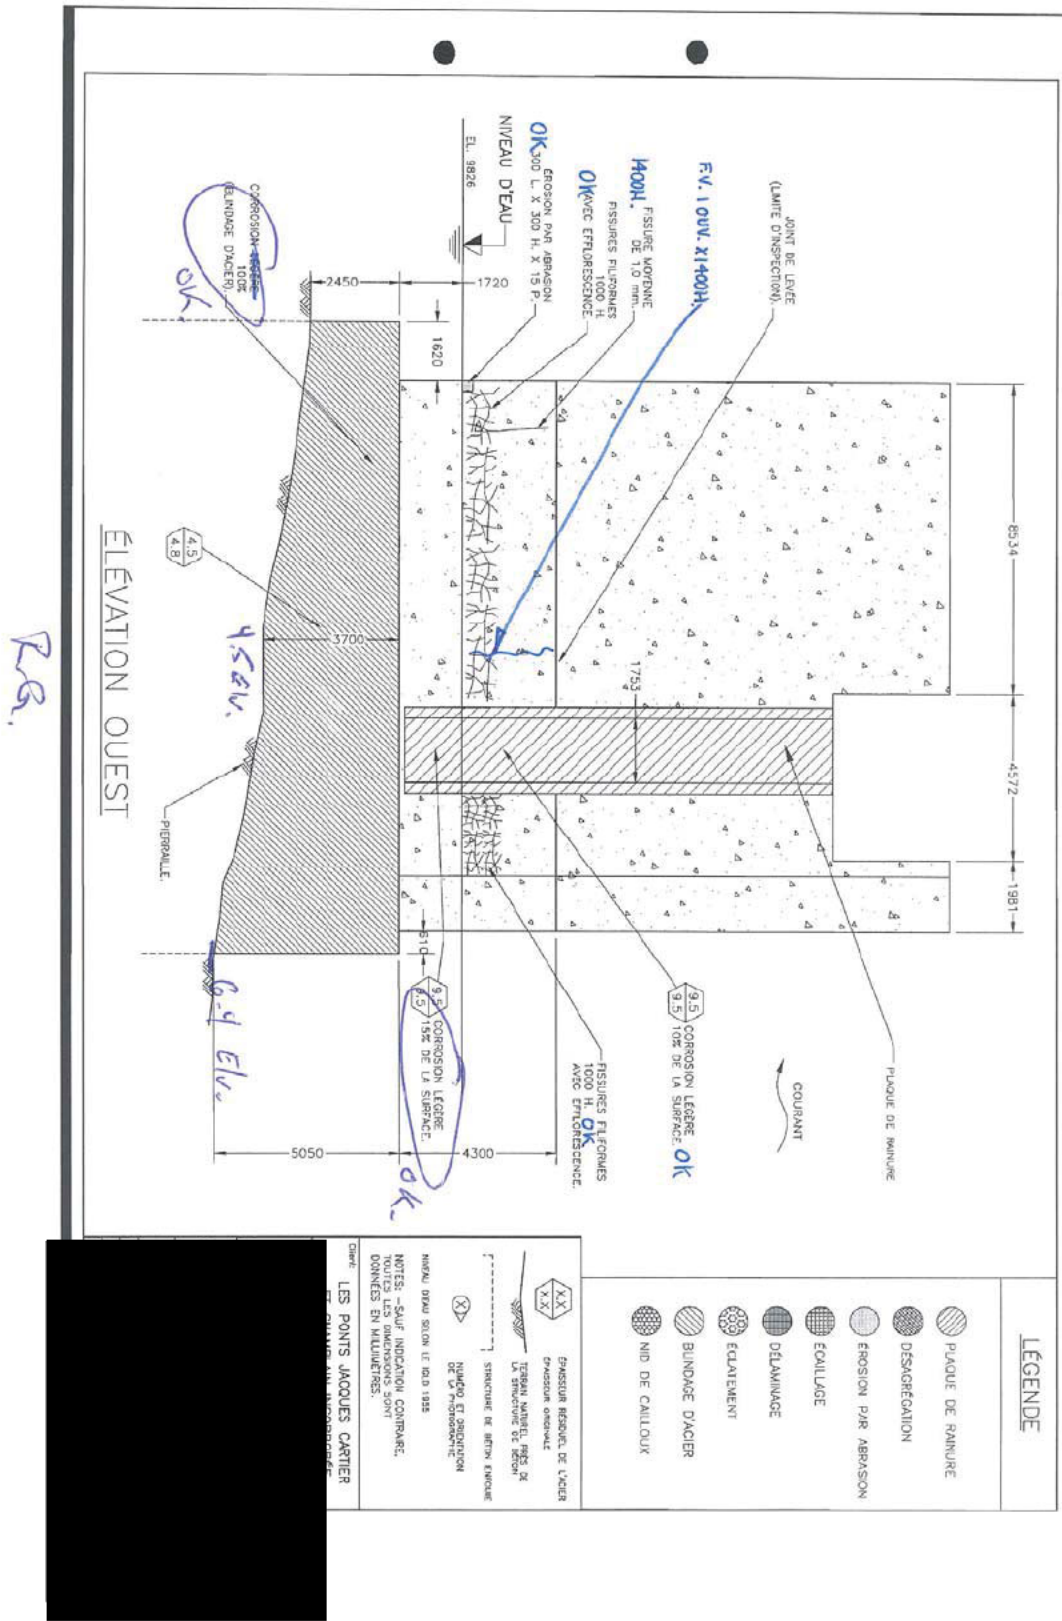 JOINT DE LEVÉE
(LIMITE D'INSPECTION).
F.V. 1 OUV. X1400H.
FISSURE MOYENNE
DE 1,0 mm.
1400H.
FISSURES FILIFORMES
1000 H.
AVEC EFFLORESCENCE.
OK
ÉROSION PAR ABRASION
300 L. X 300 H. X 15 P.
OK
NIVEAU D'EAU
EL. 9826
CORROSION LÉGÈRE
100%
(BLINDAGE D'ACIER).
OK.
8534
4572
1981
1753
1720
2450
1620
3700
610
5050
4300
4.5
4.8
4.5 EN.
PIERRAILLE.
6-4 E/V.
PLAQUE DE RAINURE
COURANT
9.5
9.5
CORROSION LÉGÈRE
10% DE LA SURFACE.
OK
FISSURES FILIFORMES
1000 H.
AVEC EFFLORESCENCE.
OK
9.5
9.5
CORROSION LÉGÈRE
15% DE LA SURFACE.
OK.
ÉLÉVATION OUEST
LÉGENDE
PLAQUE DE RAINURE
DÉSAGRÉGATION
ÉROSION PAR ABRASION
ÉCAILLAGE
DÉLAMINAGE
ÉCLATEMENT
BLINDAGE D'ACIER
NID DE CAILLOUX
X.X
X.X
ÉPAISSEUR RÉSIDUEL DE L'ACIER
ÉPAISSEUR ORIGINALE
TERRAIN NATUREL PRÈS DE
LA STRUCTURE DE BÉTON
STRUCTURE DE BÉTON ENFOUIE
X
NUMÉRO ET ORIENTATION
DE LA PHOTOGRAPHIE
NIVEAU D'EAU SELON LE IGLD 1955
NOTES: -SAUF INDICATION CONTRAIRE,
TOUTES LES DIMENSIONS SONT
DONNÉES EN MILLIMÈTRES.
Client:
LES PONTS JACQUES CARTIER